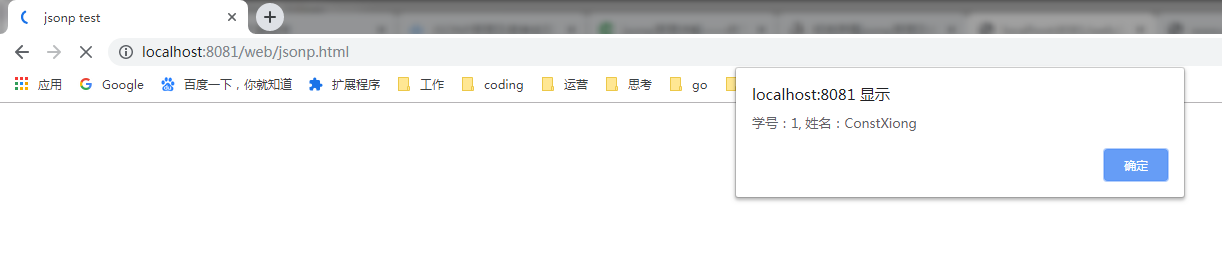 jsonp test
localhost:8081/web/jsonp.html
应用 Google 百度一下，你就知道 扩展程序 工作 coding 运营 思考 go
localhost:8081 显示
学号：1, 姓名：ConstXiong
确定